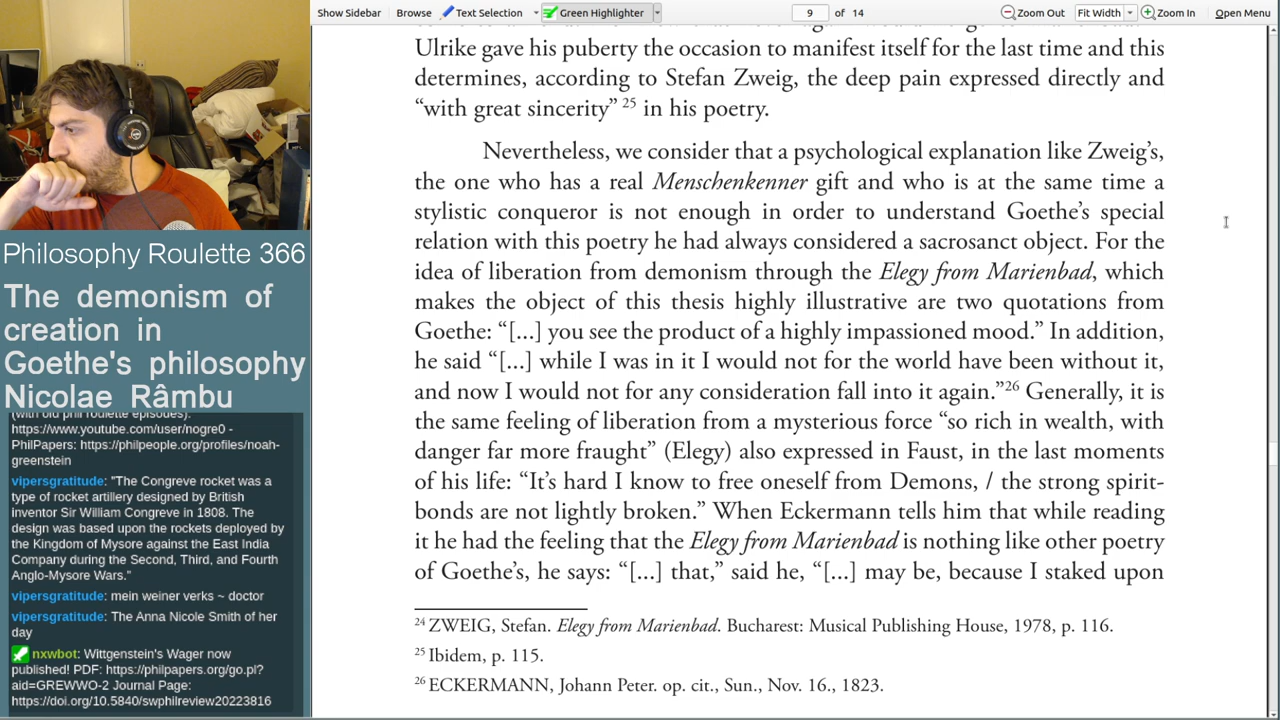 Show Sidebar Browse Text Selection Green Highlighter 9 of 14 Zoom Out Fit Width Zoom In Open Menu
Ulrike gave his puberty the occasion to manifest itself for the last time and this
determines, according to Stefan Zweig, the deep pain expressed directly and
“with great sincerity” 25 in his poetry.
Nevertheless, we consider that a psychological explanation like Zweig’s,
the one who has a real Menschenkenner gift and who is at the same time a
stylistic conqueror is not enough in order to understand Goethe’s special
relation with this poetry he had always considered a sacrosanct object. For the
idea of liberation from demonism through the Elegy from Marienbad, which
makes the object of this thesis highly illustrative are two quotations from
Goethe: “[...] you see the product of a highly impassioned mood.” In addition,
he said “[...] while I was in it I would not for the world have been without it,
and now I would not for any consideration fall into it again.”26 Generally, it is
the same feeling of liberation from a mysterious force “so rich in wealth, with
danger far more fraught” (Elegy) also expressed in Faust, in the last moments
of his life: “It’s hard I know to free oneself from Demons, / the strong spirit-
bonds are not lightly broken.” When Eckermann tells him that while reading
it he had the feeling that the Elegy from Marienbad is nothing like other poetry
of Goethe’s, he says: “[...] that,” said he, “[...] may be, because I staked upon
24 ZWEIG, Stefan. Elegy from Marienbad. Bucharest: Musical Publishing House, 1978, p. 116.
25 Ibidem, p. 115.
26 ECKERMANN, Johann Peter. op. cit., Sun., Nov. 16., 1823.
Philosophy Roulette 366
The demonism of
creation in
Goethe's philosophy
Nicolae Râmbu
(with old phil roulette episodes):
https://www.youtube.com/user/nogre0 -
PhilPapers: https://philpeople.org/profiles/noah-
greenstein
vipersgratitude: "The Congreve rocket was a
type of rocket artillery designed by British
inventor Sir William Congreve in 1808. The
design was based upon the rockets deployed by
the Kingdom of Mysore against the East India
Company during the Second, Third, and Fourth
Anglo-Mysore Wars."
vipersgratitude: mein weiner verks ~ doctor
vipersgratitude: The Anna Nicole Smith of her
day
nxwbot: Wittgenstein's Wager now
published! PDF: https://philpapers.org/go.pl?
aid=GREWWO-2 Journal Page:
https://doi.org/10.5840/swphilreview20223816